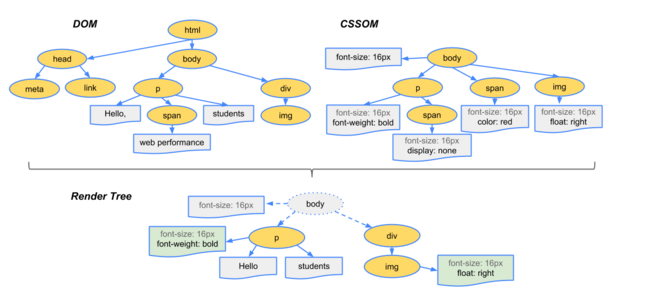 DOM
html
head
body
meta
link
p
div
Hello,
span
students
img
web performance
CSSOM
font-size: 16px
body
p
span
img
font-size: 16px
font-weight: bold
span
font-size: 16px
color: red
font-size: 16px
float: right
font-size: 16px
display: none
Render Tree
font-size: 16px
body
font-size: 16px
font-weight: bold
p
div
Hello
students
img
font-size: 16px
float: right